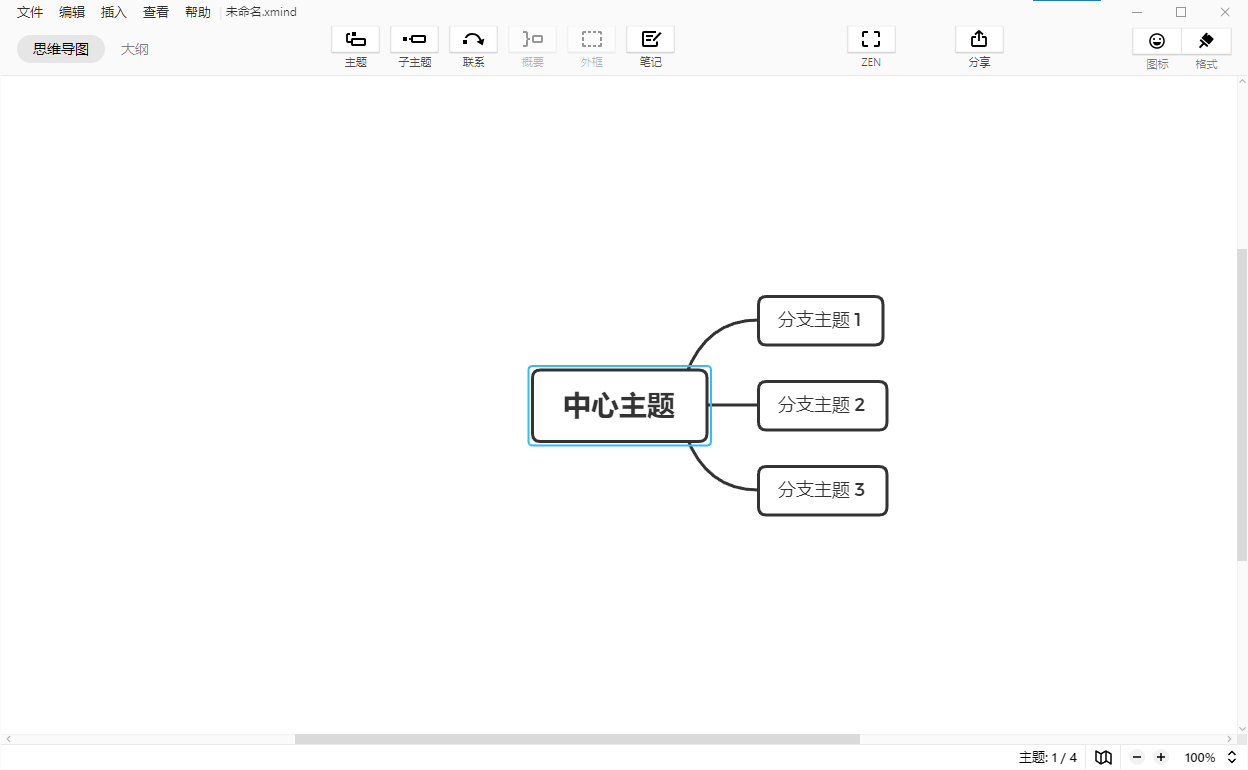 文件 编辑 插入 查看 帮助 未命名.xmind
思维导图 大纲
主题 子主题 联系 概要 外框 笔记 ZEN 分享 图标 格式
分支主题 1
中心主题
分支主题 2
分支主题 3
主题: 1 / 4 100%